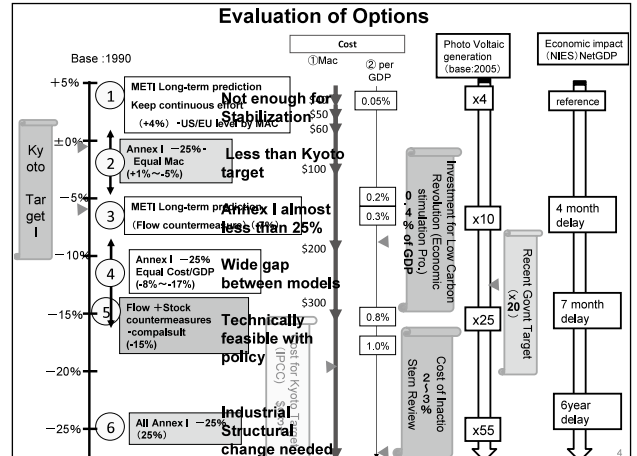 Evaluation of Options
Base :1990
Cost
①Mac
② per
GDP
Photo Voltaic
generation
(base:2005)
Economic impact
(NIES) NetGDP
+5%
±0%
−5%
−10%
−15%
−20%
−25%
Ky
oto
Target
I
1
METI Long-term prediction
Keep continuous effort
(+4%) -US/EU level by MAC
Not enough for
Stabilization
2
Annex I −25%-
Equal Mac
(+1%~-5%)
Less than Kyoto
target
3
METI Long-term prediction
(Flow countermeasure)
Annex I almost
less than 25%
4
Annex I −25%
Equal Cost/GDP
(-8%~-17%)
Wide gap
between models
5
Flow +Stock
countermeasures
-compalsult
(-15%)
Technically
feasible with
policy
6
All Annex I −25%
(25%)
Industrial
Structural
change needed
$50
$60
$100
$200
$300
ost for Kyoto Target
(IPCC)
0.05%
0.2%
0.3%
0.8%
1.0%
Investment for Low Carbon
Revolution (Economic
stimulation Pro.)
0.4% of GDP
Cost of Inactio
2~3%
Stern Review
x4
x10
x25
x55
Recent Govnt Target
(x20)
reference
4 month
delay
7 month
delay
6year
delay
4